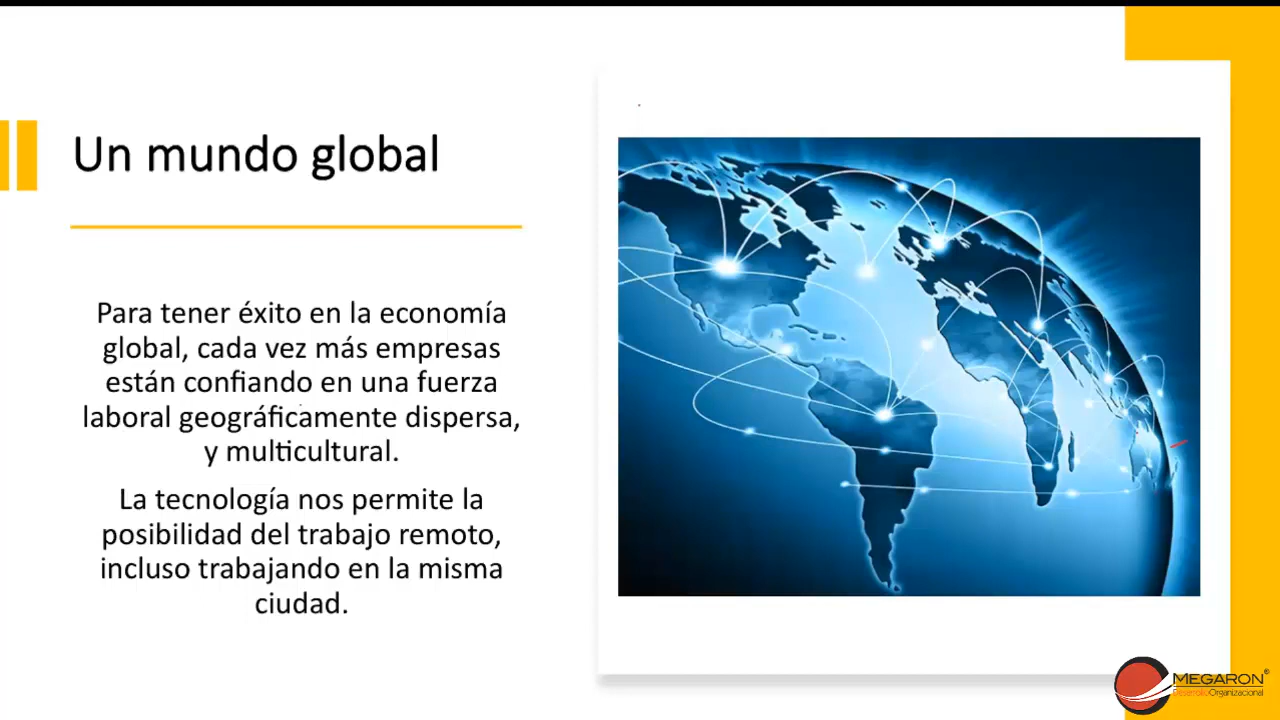 Un mundo global
Para tener éxito en la economía
global, cada vez más empresas
están confiando en una fuerza
laboral geográficamente dispersa,
y multicultural.
La tecnología nos permite la
posibilidad del trabajo remoto,
incluso trabajando en la misma
ciudad.
MEGARON®
Desarrollo Organizacional